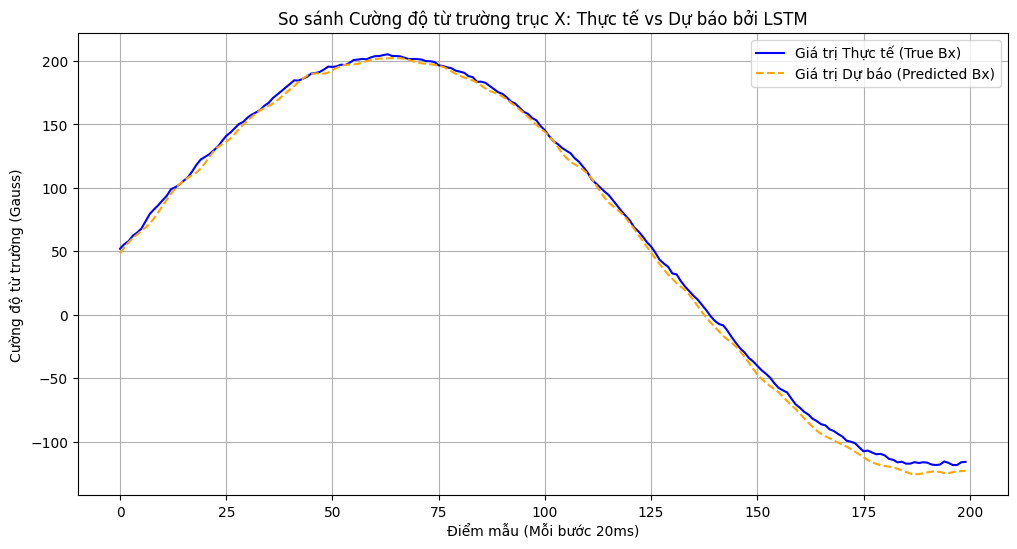 So sánh Cường độ từ trường trục X: Thực tế vs Dự báo bởi LSTM
Giá trị Thực tế (True Bx)
Giá trị Dự báo (Predicted Bx)
Cường độ từ trường (Gauss)
200
150
100
50
0
−50
−100
0 25 50 75 100 125 150 175 200
Điểm mẫu (Mỗi bước 20ms)